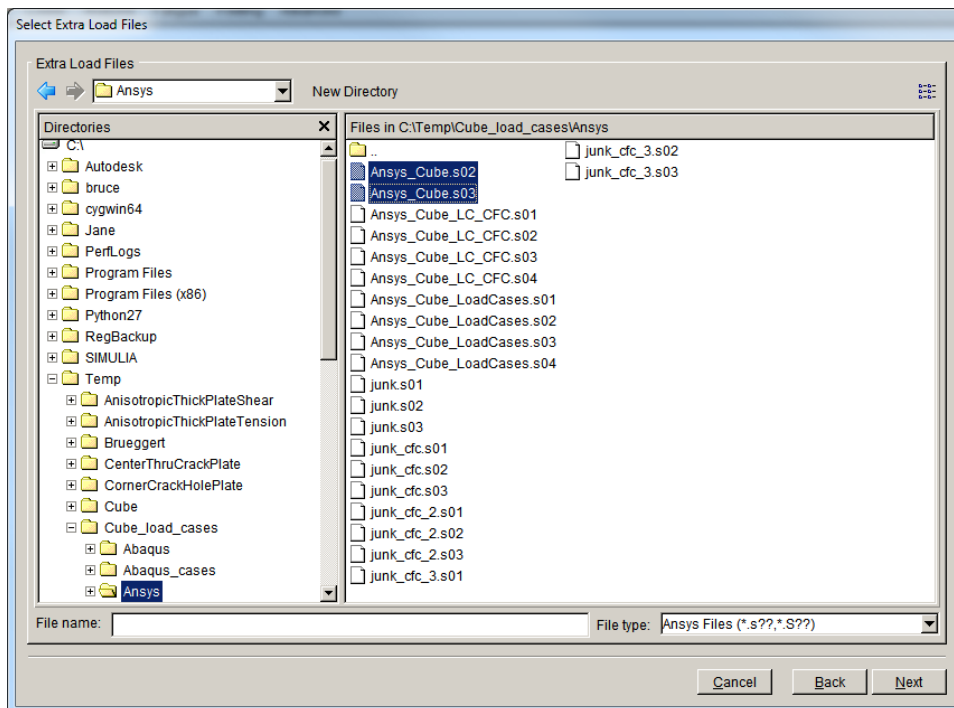 Select Extra Load Files
Extra Load Files
Ansys
New Directory
Directories
C:\
Autodesk
bruce
cygwin64
Jane
PerfLogs
Program Files
Program Files (x86)
Python27
RegBackup
SIMULIA
Temp
AnisotropicThickPlateShear
AnisotropicThickPlateTension
Brueggert
CenterThruCrackPlate
CornerCrackHolePlate
Cube
Cube_load_cases
Abaqus
Abaqus_cases
Ansys
Files in C:\Temp\Cube_load_cases\Ansys
..
Ansys_Cube.s02
Ansys_Cube.s03
Ansys_Cube_LC_CFC.s01
Ansys_Cube_LC_CFC.s02
Ansys_Cube_LC_CFC.s03
Ansys_Cube_LC_CFC.s04
Ansys_Cube_LoadCases.s01
Ansys_Cube_LoadCases.s02
Ansys_Cube_LoadCases.s03
Ansys_Cube_LoadCases.s04
junk.s01
junk.s02
junk.s03
junk_cfc.s01
junk_cfc.s02
junk_cfc.s03
junk_cfc_2.s01
junk_cfc_2.s02
junk_cfc_2.s03
junk_cfc_3.s01
junk_cfc_3.s02
junk_cfc_3.s03
File name:
File type:
Ansys Files (*.s??,*.S??)
Cancel
Back
Next